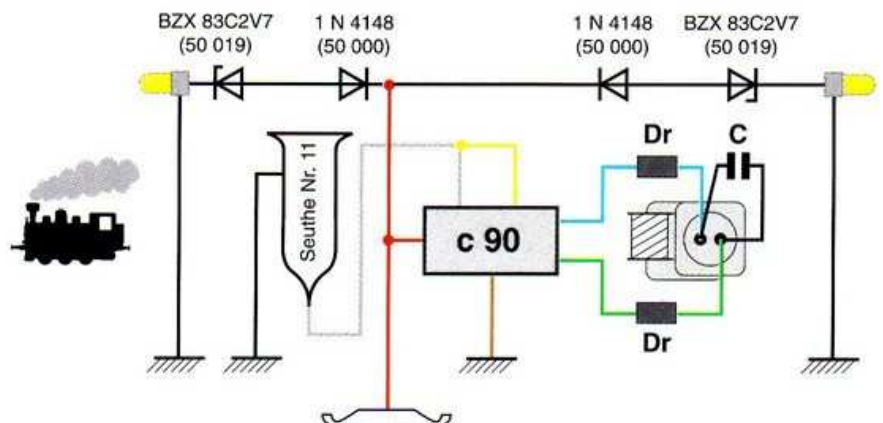 BZX 83C2V7
(50 019)
1 N 4148
(50 000)
1 N 4148
(50 000)
BZX 83C2V7
(50 019)
Seuthe Nr. 11
c 90
Dr
C
Dr